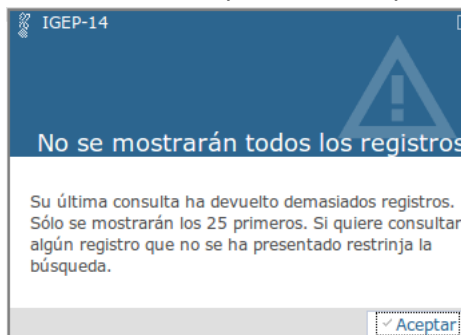 IGEP-14
No se mostrarán todos los registros
Su última consulta ha devuelto demasiados registros.
Sólo se mostrarán los 25 primeros. Si quiere consultar
algún registro que no se ha presentado restrinja la
búsqueda.
Aceptar